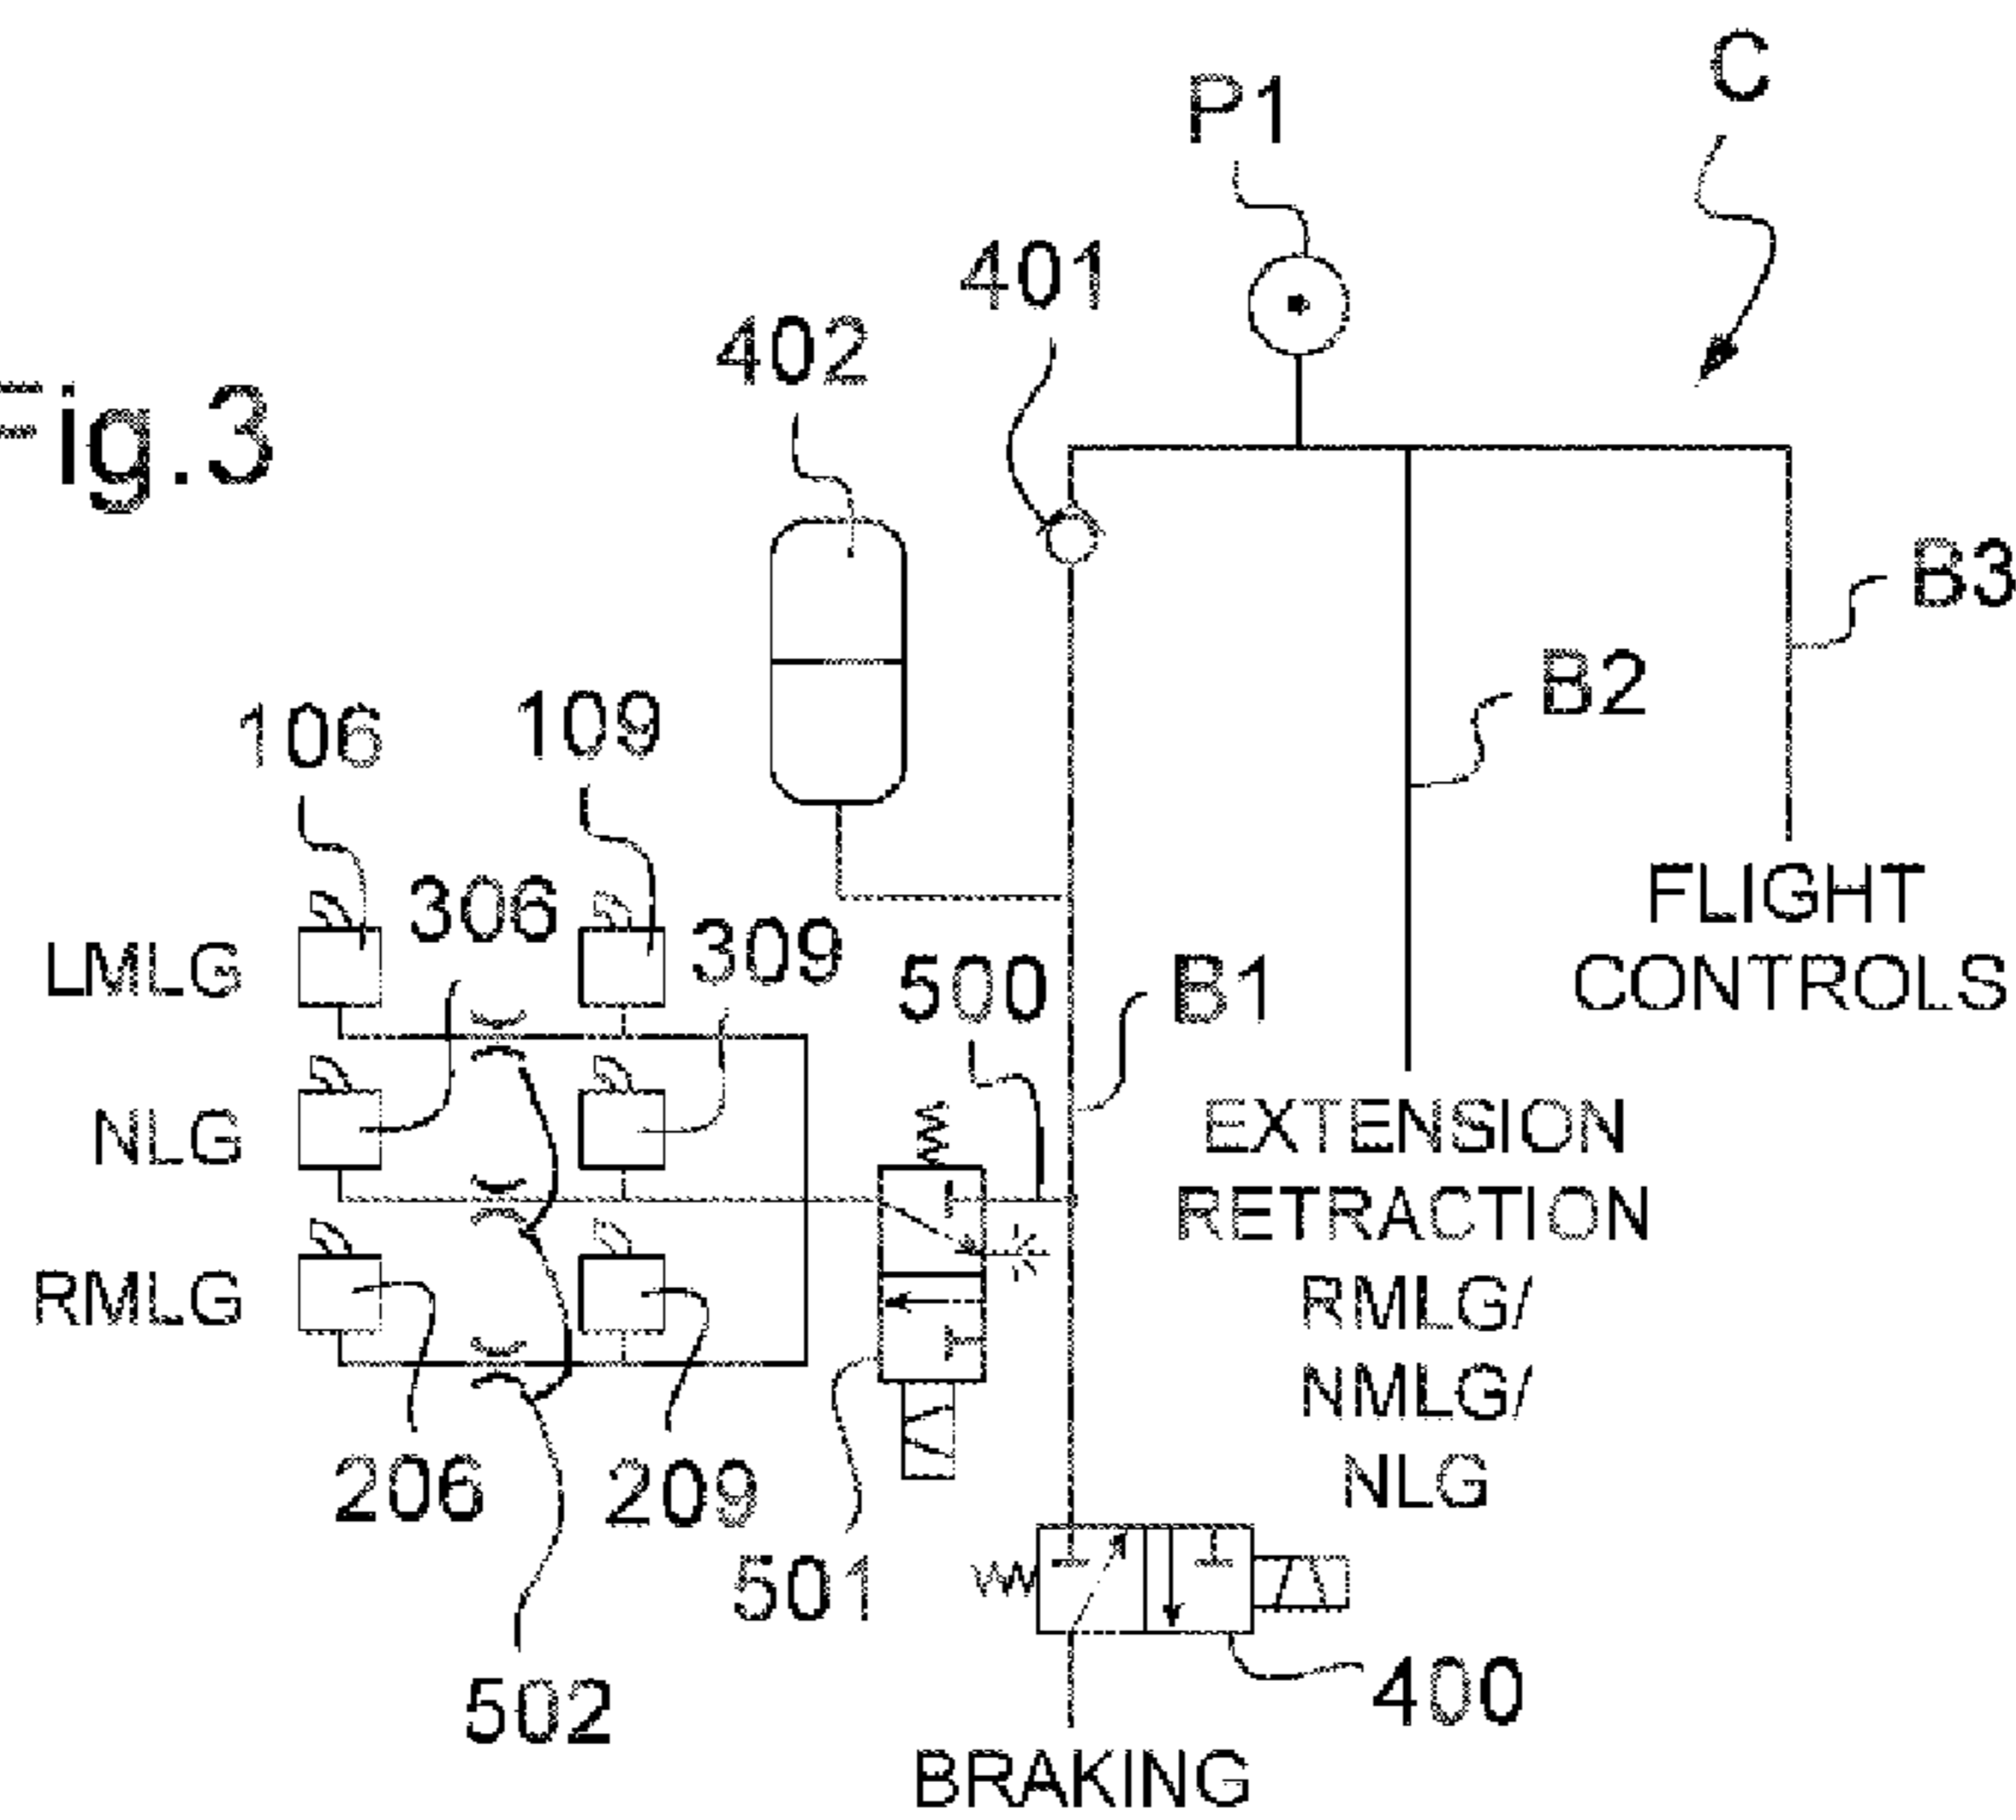 C
P1
401
402
Fig.3
B3
B2
106
109
306
309
FLIGHT
CONTROLS
LMLG
500
B1
NLG
EXTENSION
RETRACTION
RMLG/
NMLG/
NLG
RMLG
206
209
501
502
400
BRAKING